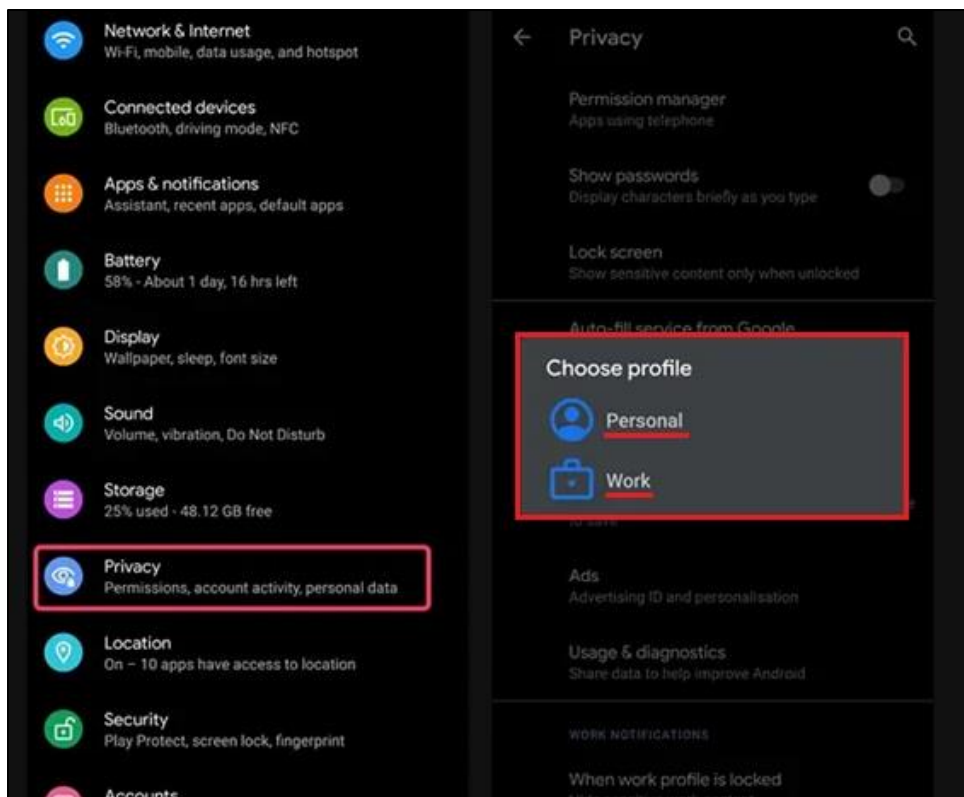 Network & Internet
Wi-Fi, mobile, data usage, and hotspot
Connected devices
Bluetooth, driving mode, NFC
Apps & notifications
Assistant, recent apps, default apps
Battery
58% - About 1 day, 16 hrs left
Display
Wallpaper, sleep, font size
Sound
Volume, vibration, Do Not Disturb
Storage
25% used - 48.12 GB free
Privacy
Permissions, account activity, personal data
Location
On – 10 apps have access to location
Security
Play Protect, screen lock, fingerprint
Accounts
Privacy
Permission manager
Apps using telephone
Show passwords
Display characters briefly as you type
Lock screen
Show sensitive content only when unlocked
Auto-fill service from Google
Choose profile
Personal
Work
to save
Ads
Advertising ID and personalisation
Usage & diagnostics
Share data to help improve Android
WORK NOTIFICATIONS
When work profile is locked